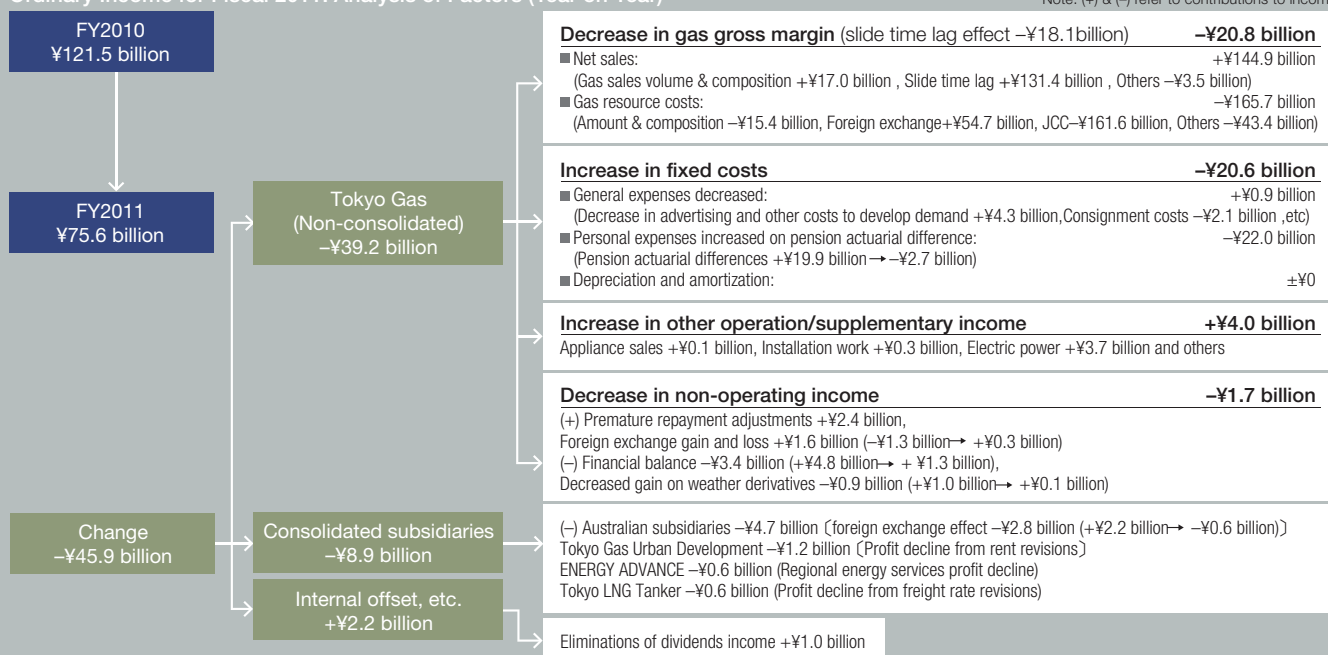 FY2010
¥121.5 billion
FY2011
¥75.6 billion
Change
–¥45.9 billion
Tokyo Gas
(Non-consolidated)
–¥39.2 billion
Consolidated subsidiaries
–¥8.9 billion
Internal offset, etc.
+¥2.2 billion
Decrease in gas gross margin (slide time lag effect –¥18.1billion) –¥20.8 billion
■ Net sales: +¥144.9 billion
(Gas sales volume & composition +¥17.0 billion , Slide time lag +¥131.4 billion , Others –¥3.5 billion)
■ Gas resource costs: –¥165.7 billion
(Amount & composition –¥15.4 billion, Foreign exchange+¥54.7 billion, JCC–¥161.6 billion, Others –¥43.4 billion)
Increase in fixed costs –¥20.6 billion
■ General expenses decreased: +¥0.9 billion
(Decrease in advertising and other costs to develop demand +¥4.3 billion,Consignment costs –¥2.1 billion ,etc)
■ Personal expenses increased on pension actuarial difference: –¥22.0 billion
(Pension actuarial differences +¥19.9 billion→ –¥2.7 billion)
■ Depreciation and amortization: ±¥0
Increase in other operation/supplementary income +¥4.0 billion
Appliance sales +¥0.1 billion, Installation work +¥0.3 billion, Electric power +¥3.7 billion and others
Decrease in non-operating income –¥1.7 billion
(+) Premature repayment adjustments +¥2.4 billion,
Foreign exchange gain and loss +¥1.6 billion (–¥1.3 billion→ +¥0.3 billion)
(–) Financial balance –¥3.4 billion (+¥4.8 billion→ + ¥1.3 billion),
Decreased gain on weather derivatives –¥0.9 billion (+¥1.0 billion→ +¥0.1 billion)
(–) Australian subsidiaries –¥4.7 billion〔foreign exchange effect –¥2.8 billion (+¥2.2 billion→ –¥0.6 billion)〕
Tokyo Gas Urban Development –¥1.2 billion〔Profit decline from rent revisions〕
ENERGY ADVANCE –¥0.6 billion (Regional energy services profit decline)
Tokyo LNG Tanker –¥0.6 billion (Profit decline from freight rate revisions)
Eliminations of dividends income +¥1.0 billion